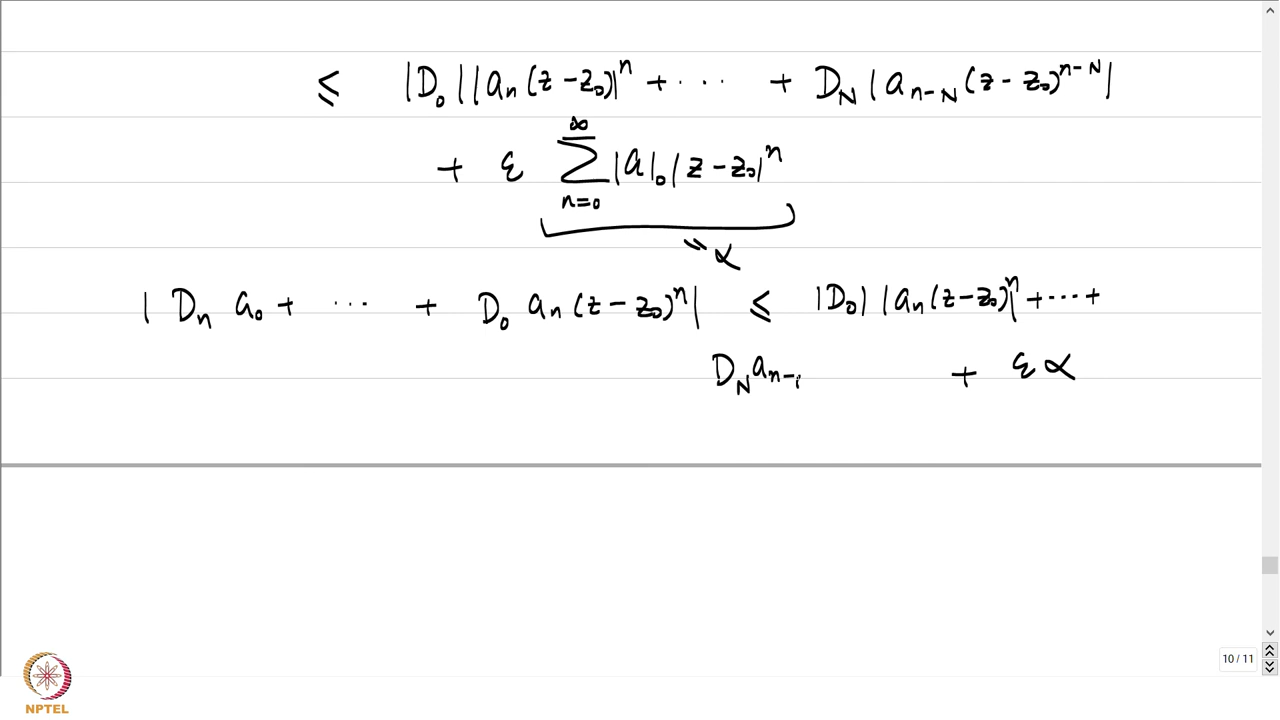 ≤ |D₀||aₙ(z-z₀)|ⁿ + ··· + D_N |a_{n-N}(z-z₀)^{n-N}|
+ ε ∑_{n=0}^{∞} |a|₀ |z-z₀|ⁿ
= α
| Dₙ a₀ + ··· + D₀ aₙ (z-z₀)ⁿ| ≤ |D₀| |aₙ(z-z₀)|ⁿ + ··· +
D_N a_{n-} + ε α
10 / 11
NPTEL